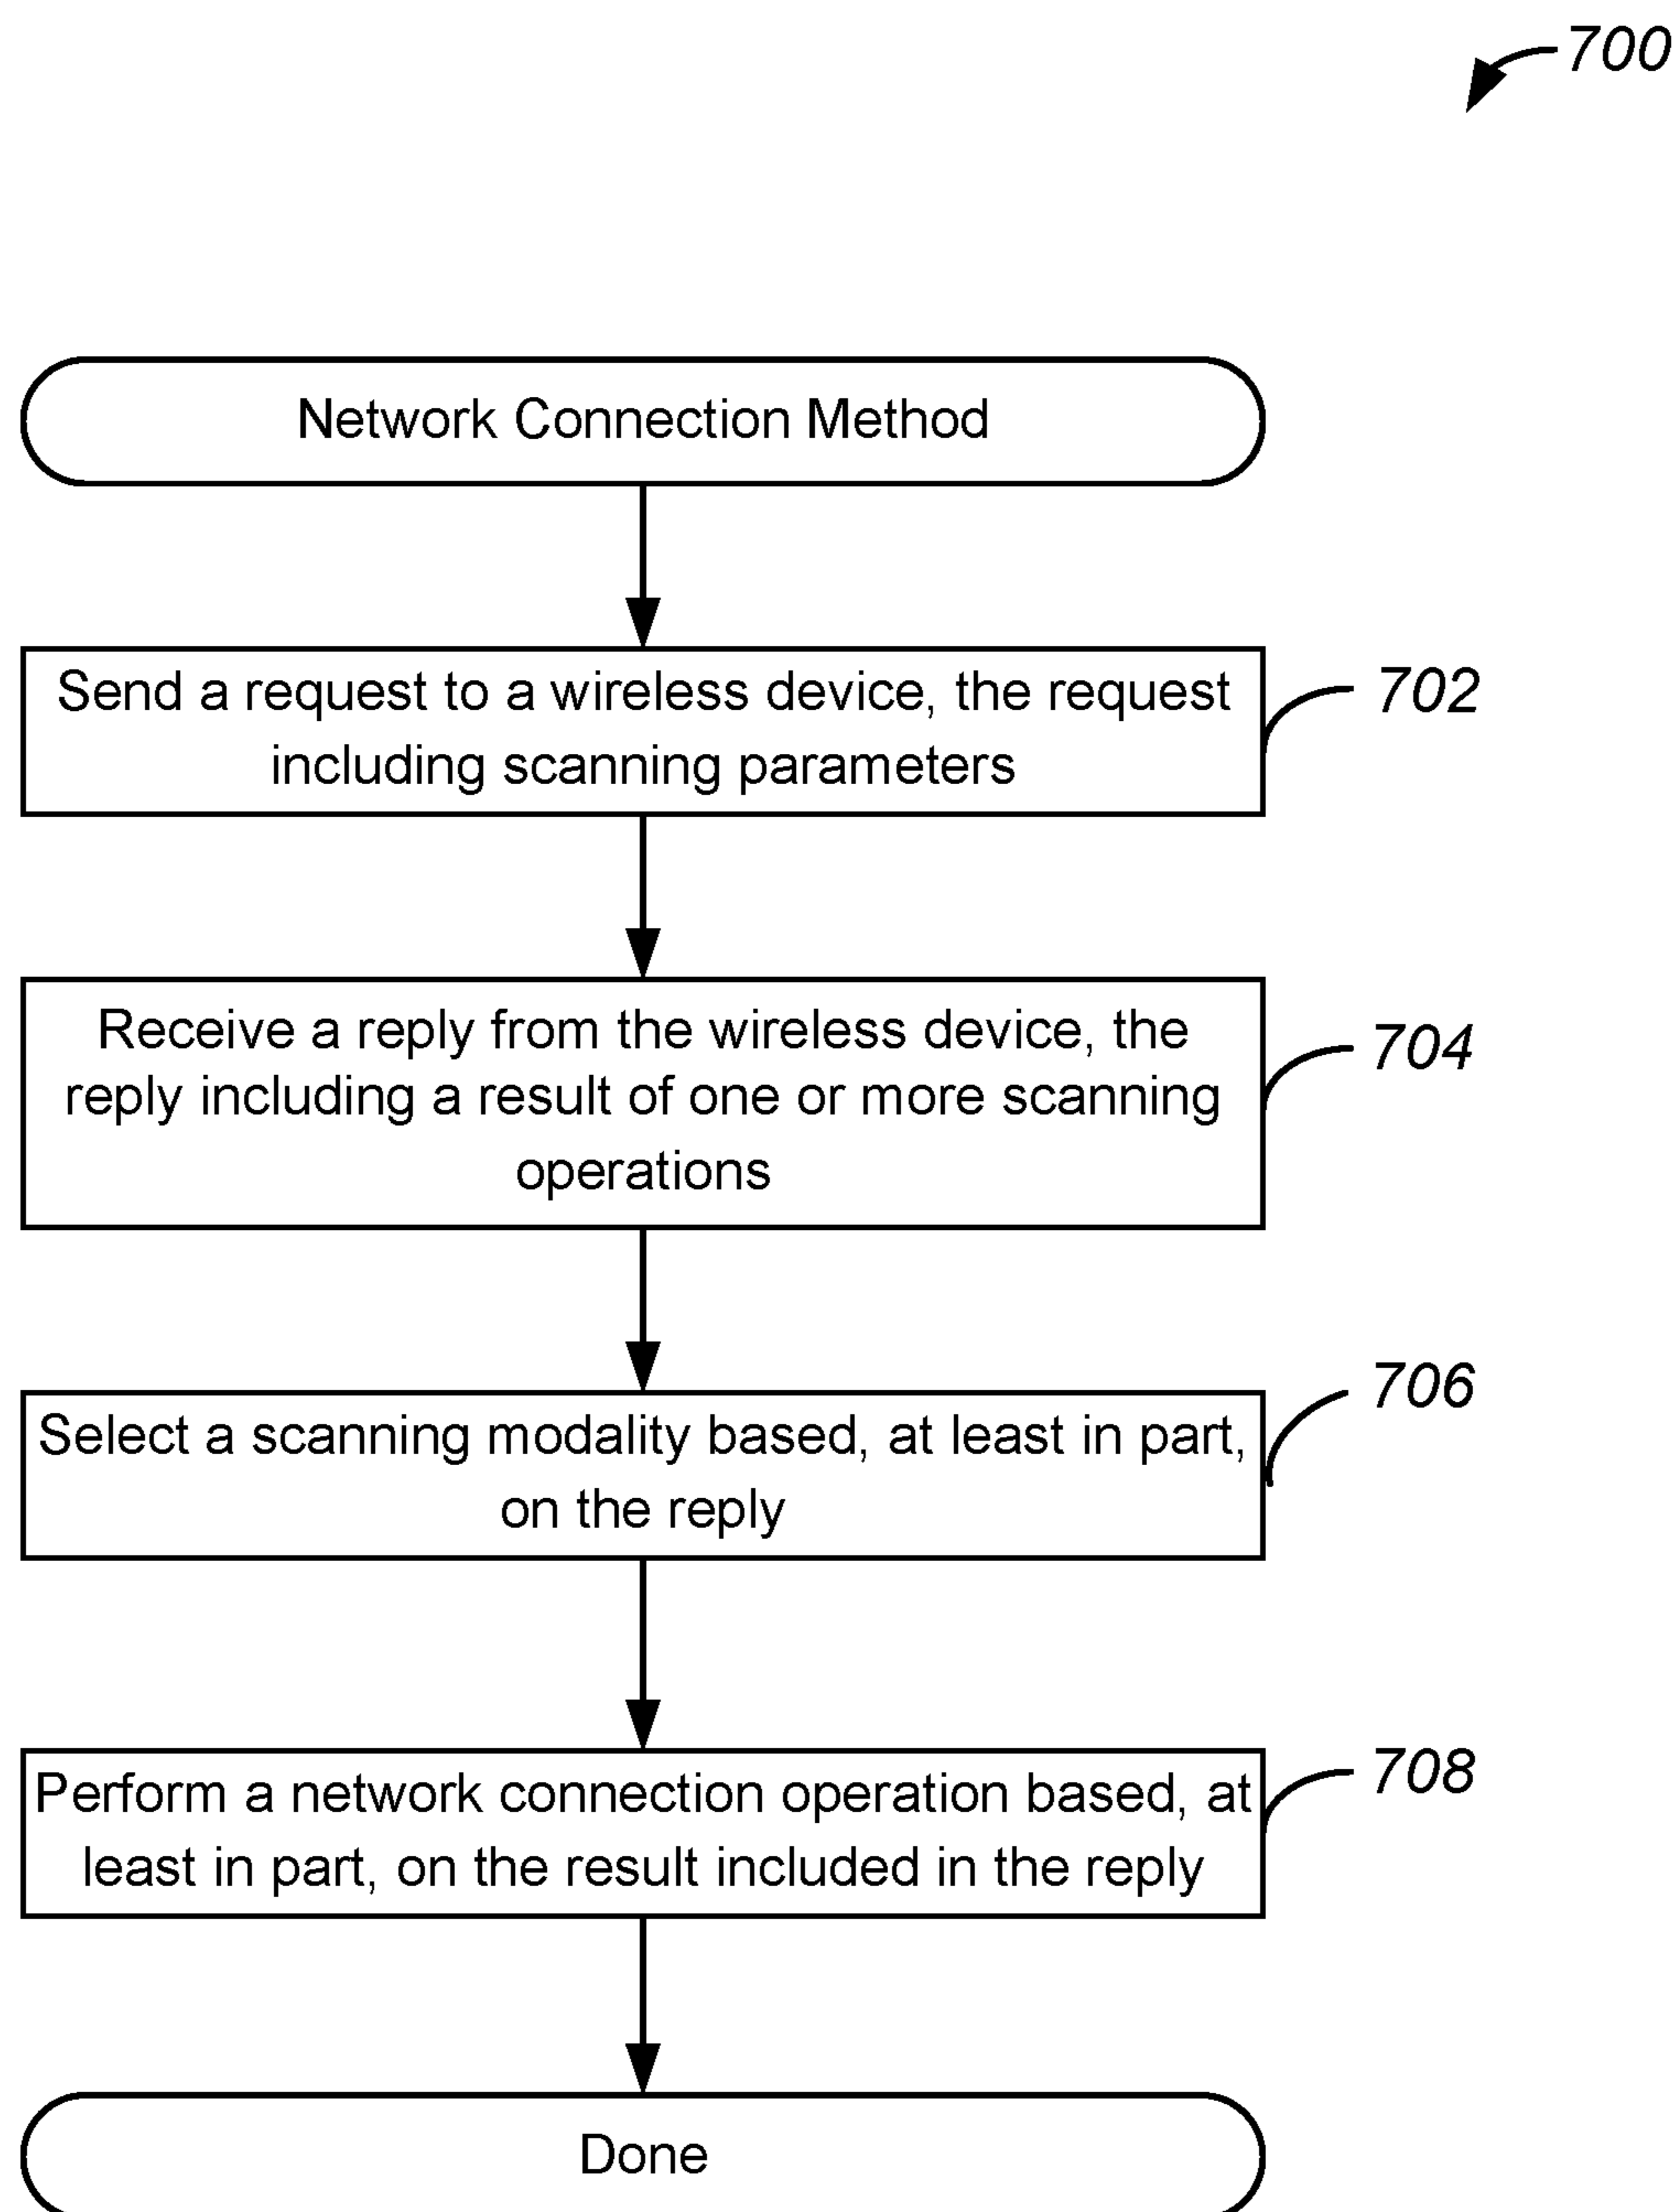 700
Network Connection Method
Send a request to a wireless device, the request
including scanning parameters
702
Receive a reply from the wireless device, the
reply including a result of one or more scanning
operations
704
Select a scanning modality based, at least in part,
on the reply
706
Perform a network connection operation based, at
least in part, on the result included in the reply
708
Done